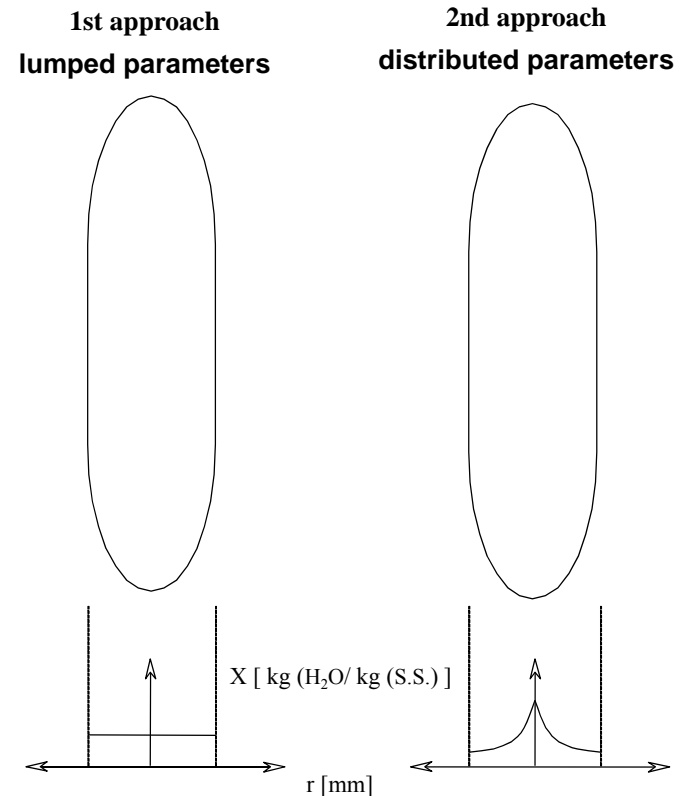 1st approach
lumped parameters
2nd approach
distributed parameters
X [ kg (H₂O/ kg (S.S.) ]
r [mm]